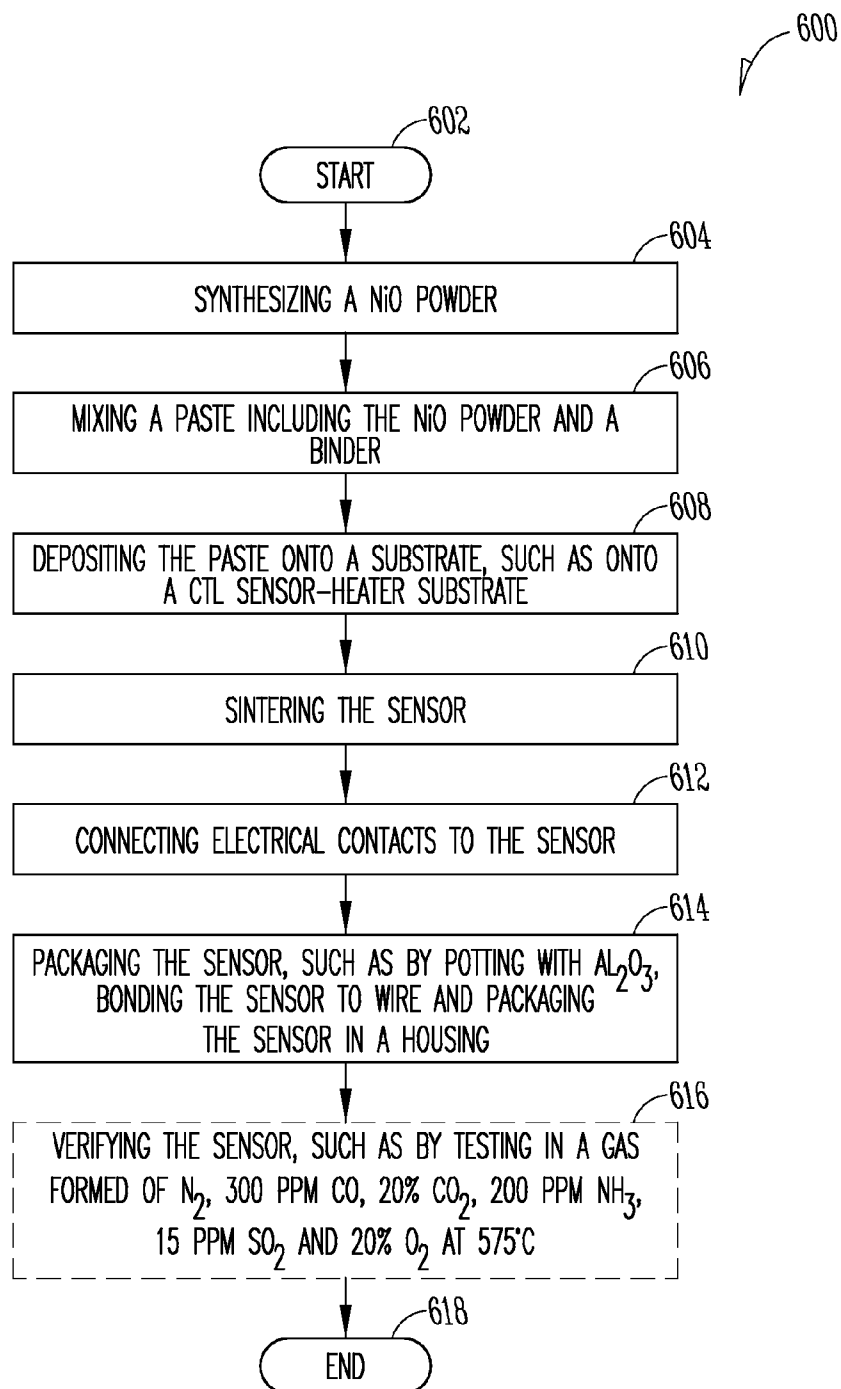 600
602
START
604
SYNTHESIZING A NiO POWDER
606
MIXING A PASTE INCLUDING THE NiO POWDER AND A
BINDER
608
DEPOSITING THE PASTE ONTO A SUBSTRATE, SUCH AS ONTO
A CTL SENSOR-HEATER SUBSTRATE
610
SINTERING THE SENSOR
612
CONNECTING ELECTRICAL CONTACTS TO THE SENSOR
614
PACKAGING THE SENSOR, SUCH AS BY POTTING WITH AL₂O₃,
BONDING THE SENSOR TO WIRE AND PACKAGING
THE SENSOR IN A HOUSING
616
VERIFYING THE SENSOR, SUCH AS BY TESTING IN A GAS
FORMED OF N₂, 300 PPM CO, 20% CO₂, 200 PPM NH₃,
15 PPM SO₂ AND 20% O₂ AT 575°C
618
END